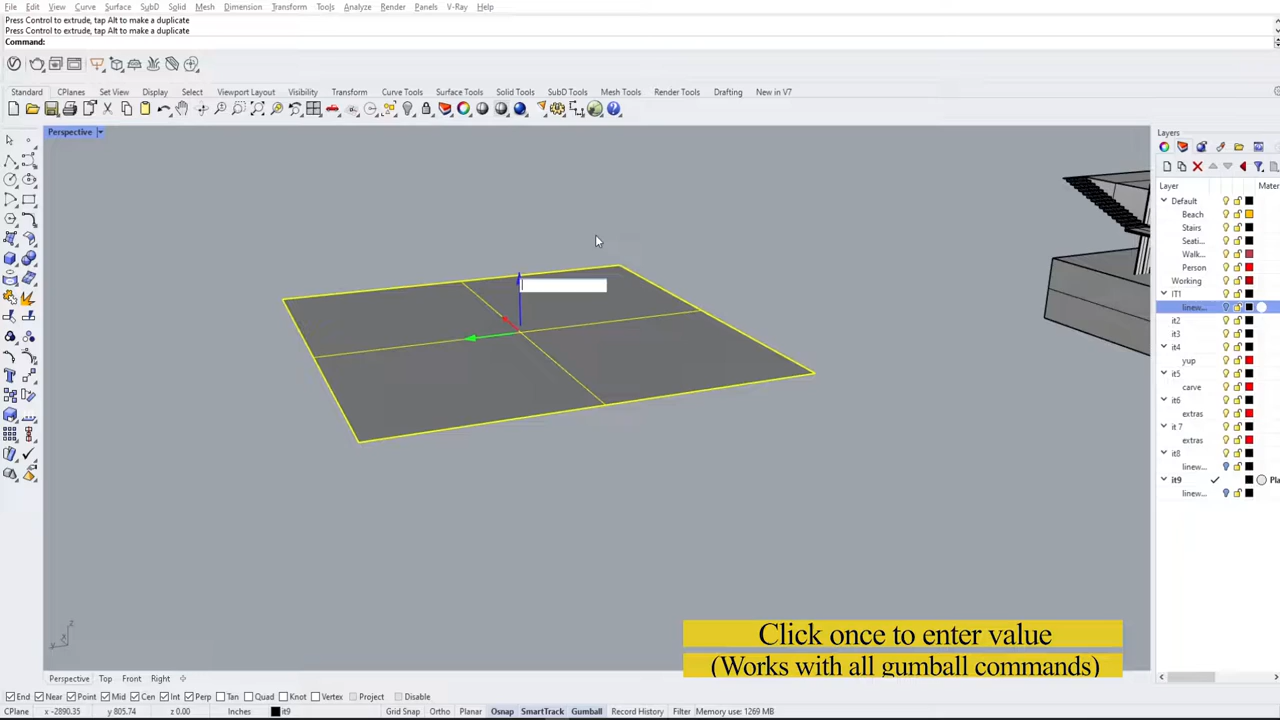 File Edit View Curve Surface SubD Solid Mesh Dimension Transform Tools Analyze Render Panels V-Ray Help
Press Control to extrude, tap Alt to make a duplicate
Press Control to extrude, tap Alt to make a duplicate
Command:
Standard CPlanes Set View Display Select Viewport Layout Visibility Transform Curve Tools Surface Tools Solid Tools SubD Tools Mesh Tools Render Tools Drafting New in V7
Perspective
Layers
Layer Mater
Default
Beach
Stairs
Seati...
Walk...
Person
Working
IT1
linew...
it2
it3
it4
yup
it5
carve
it6
extras
it 7
extras
it8
linew...
it9 Pla
linew...
z
x
y
Click once to enter value
(Works with all gumball commands)
Perspective Top Front Right
End Near Point Mid Cen Int Perp Tan Quad Knot Vertex Project Disable
CPlane x -2890.35 y 805.74 z 0.00 Inches it9 Grid Snap Ortho Planar Osnap SmartTrack Gumball Record History Filter Memory use: 1269 MB